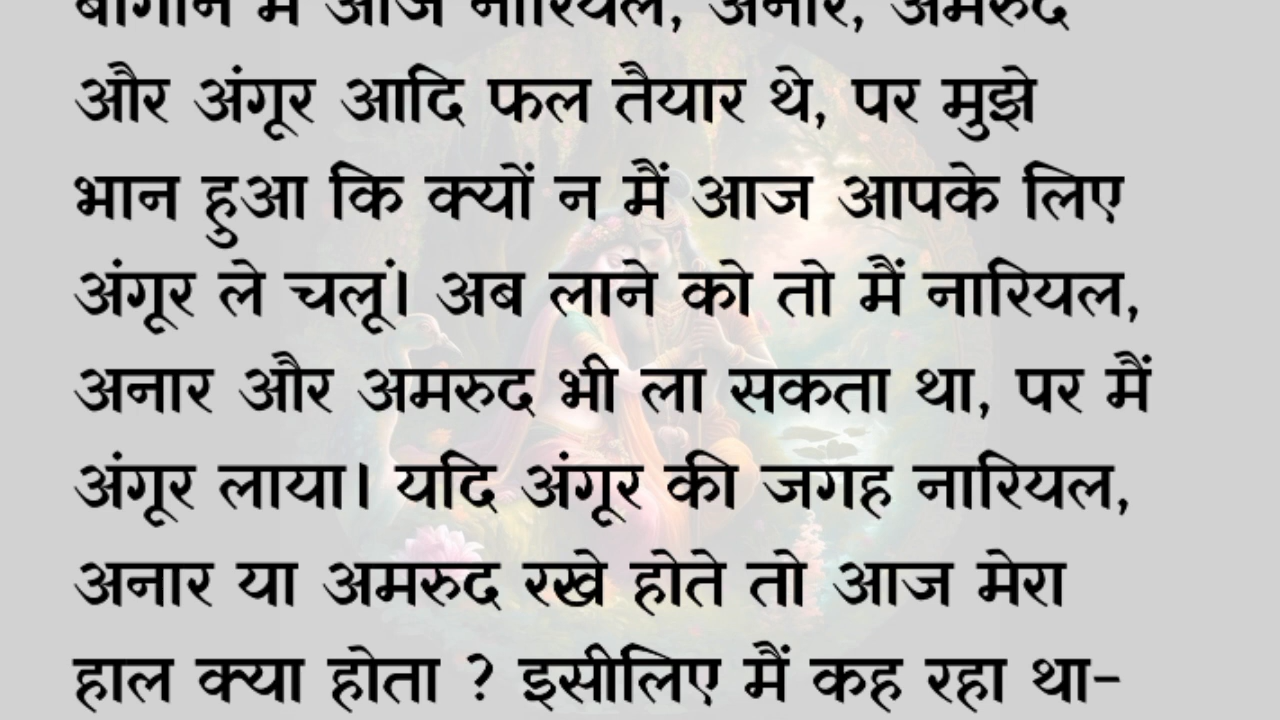 बागान में आज नारियल, अनार, अमरुद
और अंगूर आदि फल तैयार थे, पर मुझे
भान हुआ कि क्यों न मैं आज आपके लिए
अंगूर ले चलूं। अब लाने को तो मैं नारियल,
अनार और अमरुद भी ला सकता था, पर मैं
अंगूर लाया। यदि अंगूर की जगह नारियल,
अनार या अमरुद रखे होते तो आज मेरा
हाल क्या होता ? इसीलिए मैं कह रहा था-